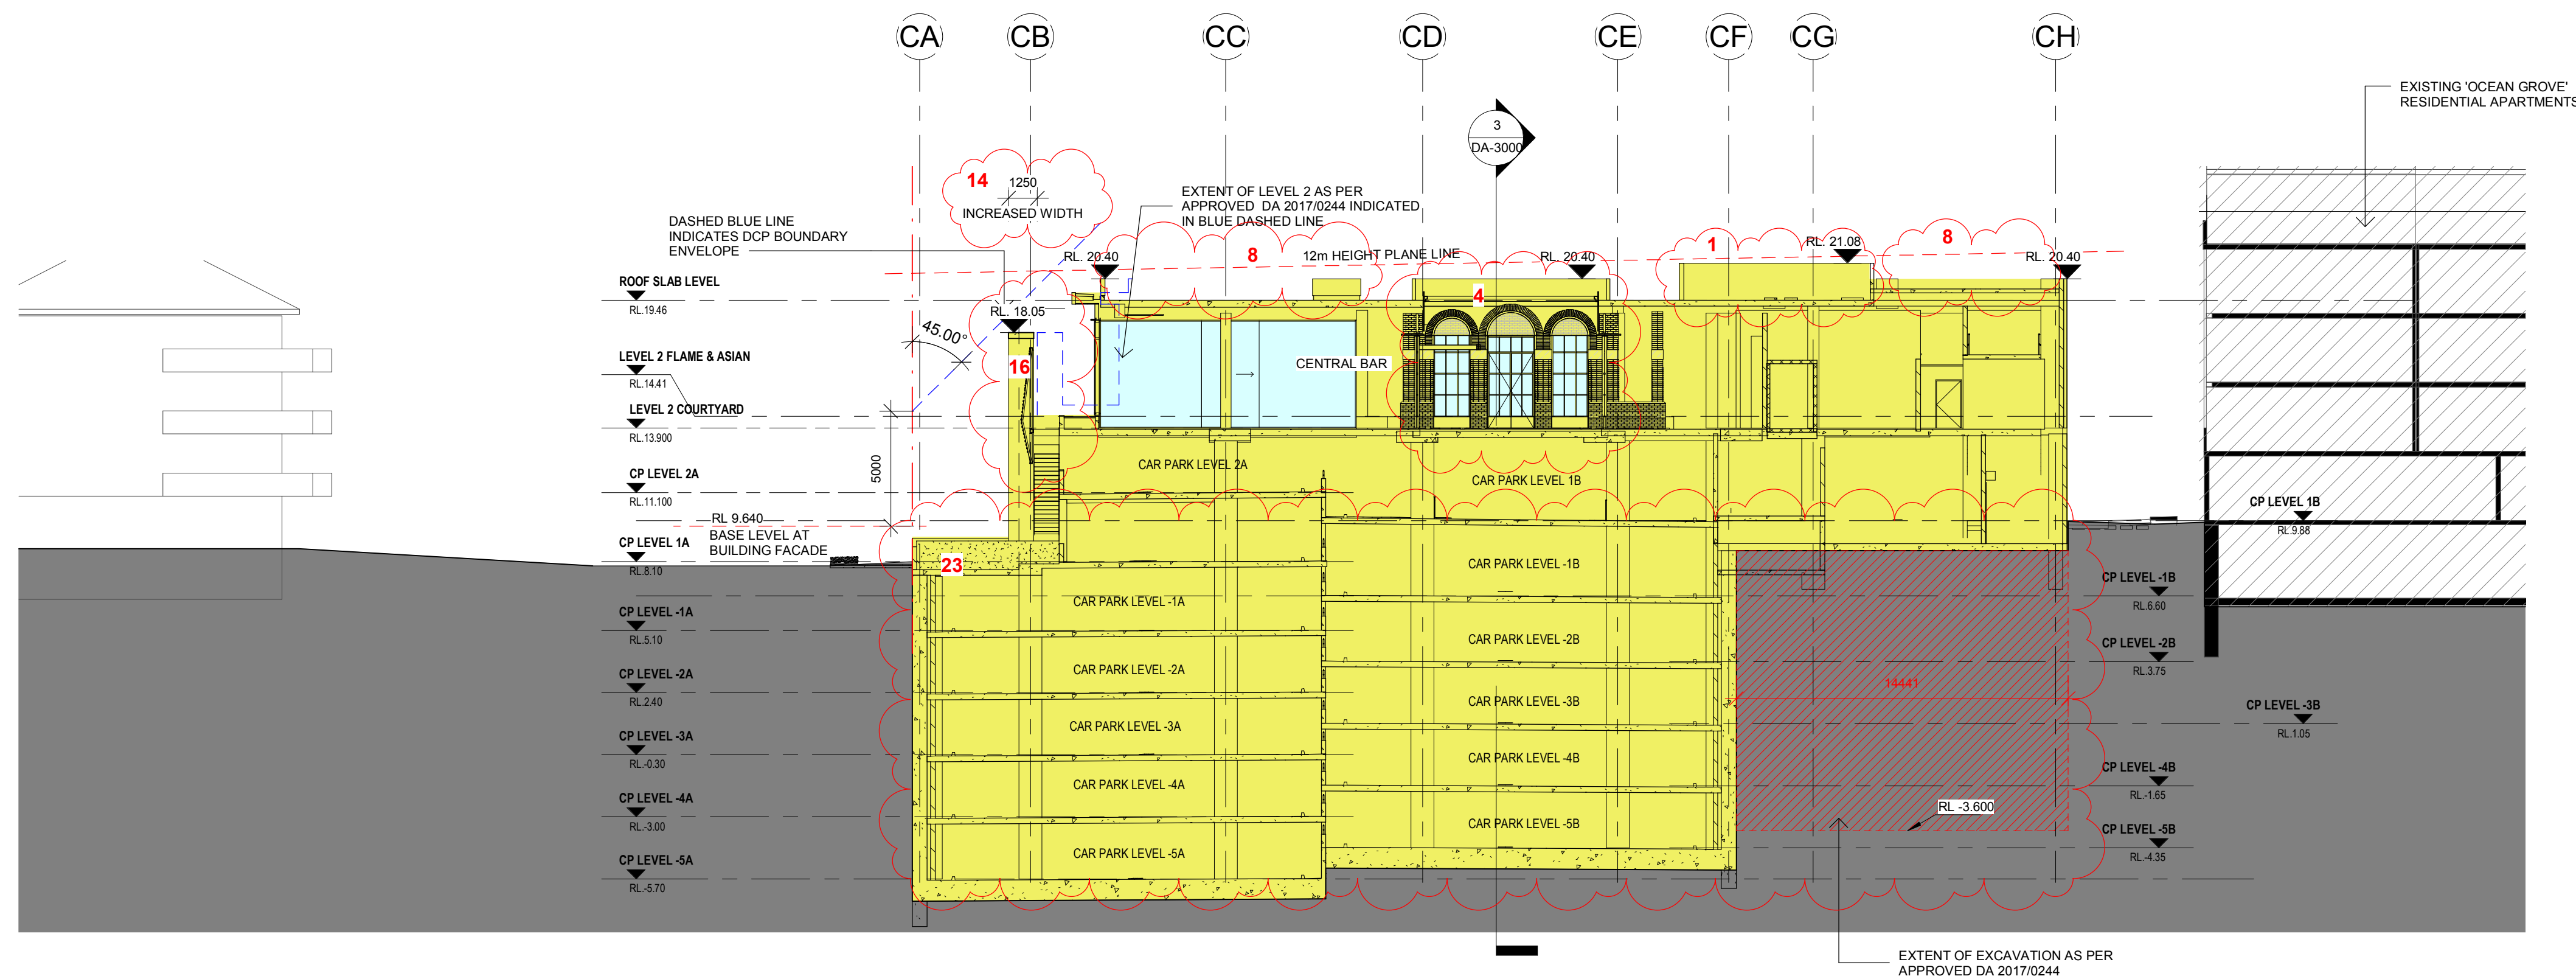 CA CB CC CD CE CF CG CH
EXISTING 'OCEAN GROVE'
RESIDENTIAL APARTMENTS
3
DA-3000
14
1250
INCREASED WIDTH
EXTENT OF LEVEL 2 AS PER
APPROVED DA 2017/0244 INDICATED
IN BLUE DASHED LINE
DASHED BLUE LINE
INDICATES DCP BOUNDARY
ENVELOPE
8
12m HEIGHT PLANE LINE
1
8
RL. 20.40
RL. 20.40
RL. 21.08
RL. 20.40
ROOF SLAB LEVEL
RL.19.46
4
RL. 18.05
45.00°
LEVEL 2 FLAME & ASIAN
RL.14.41
16
CENTRAL BAR
LEVEL 2 COURTYARD
RL.13.900
5000
CP LEVEL 2A
RL.11.100
CAR PARK LEVEL 2A
CAR PARK LEVEL 1B
CP LEVEL 1B
RL.9.88
RL 9.640
BASE LEVEL AT
BUILDING FACADE
CP LEVEL 1A
RL.8.10
23
CAR PARK LEVEL -1B
CP LEVEL -1B
RL.6.60
CP LEVEL -1A
RL.5.10
CAR PARK LEVEL -1A
CAR PARK LEVEL -2B
CP LEVEL -2B
RL.3.75
CP LEVEL -2A
RL.2.40
CAR PARK LEVEL -2A
14441
CAR PARK LEVEL -3B
CP LEVEL -3B
RL.1.05
CP LEVEL -3A
RL.-0.30
CAR PARK LEVEL -3A
CAR PARK LEVEL -4B
CP LEVEL -4B
RL.-1.65
CP LEVEL -4A
RL.-3.00
CAR PARK LEVEL -4A
RL -3.600
CAR PARK LEVEL -5B
CP LEVEL -5B
RL.-4.35
CP LEVEL -5A
RL.-5.70
CAR PARK LEVEL -5A
EXTENT OF EXCAVATION AS PER
APPROVED DA 2017/0244